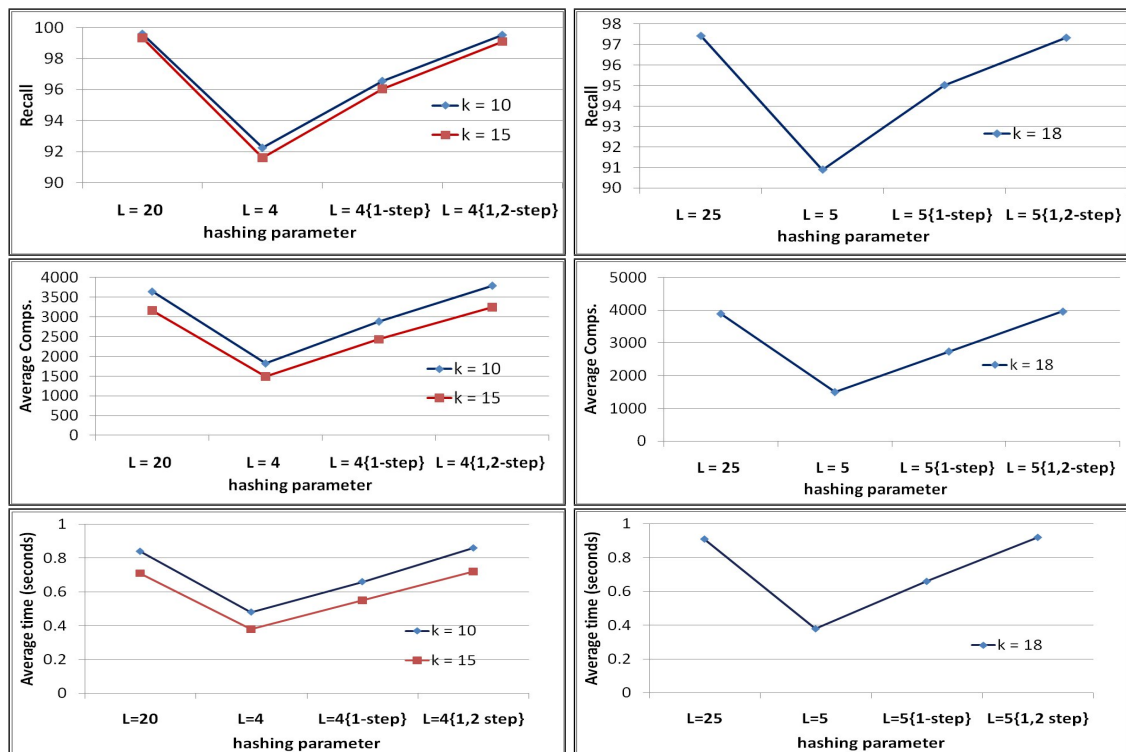 100
98
96
94
92
90
Recall
k = 10
k = 15
L = 20 L = 4 L = 4{1-step} L = 4{1,2-step}
hashing parameter
98
97
96
95
94
93
92
91
90
Recall
k = 18
L = 25 L = 5 L = 5{1-step} L = 5{1,2-step}
hashing parameter
4000
3500
3000
2500
2000
1500
1000
500
0
Average Comps.
k = 10
k = 15
L = 20 L = 4 L = 4{1-step} L = 4{1,2-step}
hashing parameter
5000
4000
3000
2000
1000
0
Average Comps.
k = 18
L = 25 L = 5 L = 5{1-step} L = 5{1,2-step}
hashing parameter
1
0.8
0.6
0.4
0.2
0
Average time (seconds)
k = 10
k = 15
L=20 L=4 L=4{1-step} L=4{1,2 step}
hashing parameter
1
0.8
0.6
0.4
0.2
0
Average time (seconds)
k = 18
L=25 L=5 L=5{1-step} L=5{1,2 step}
hashing parameter